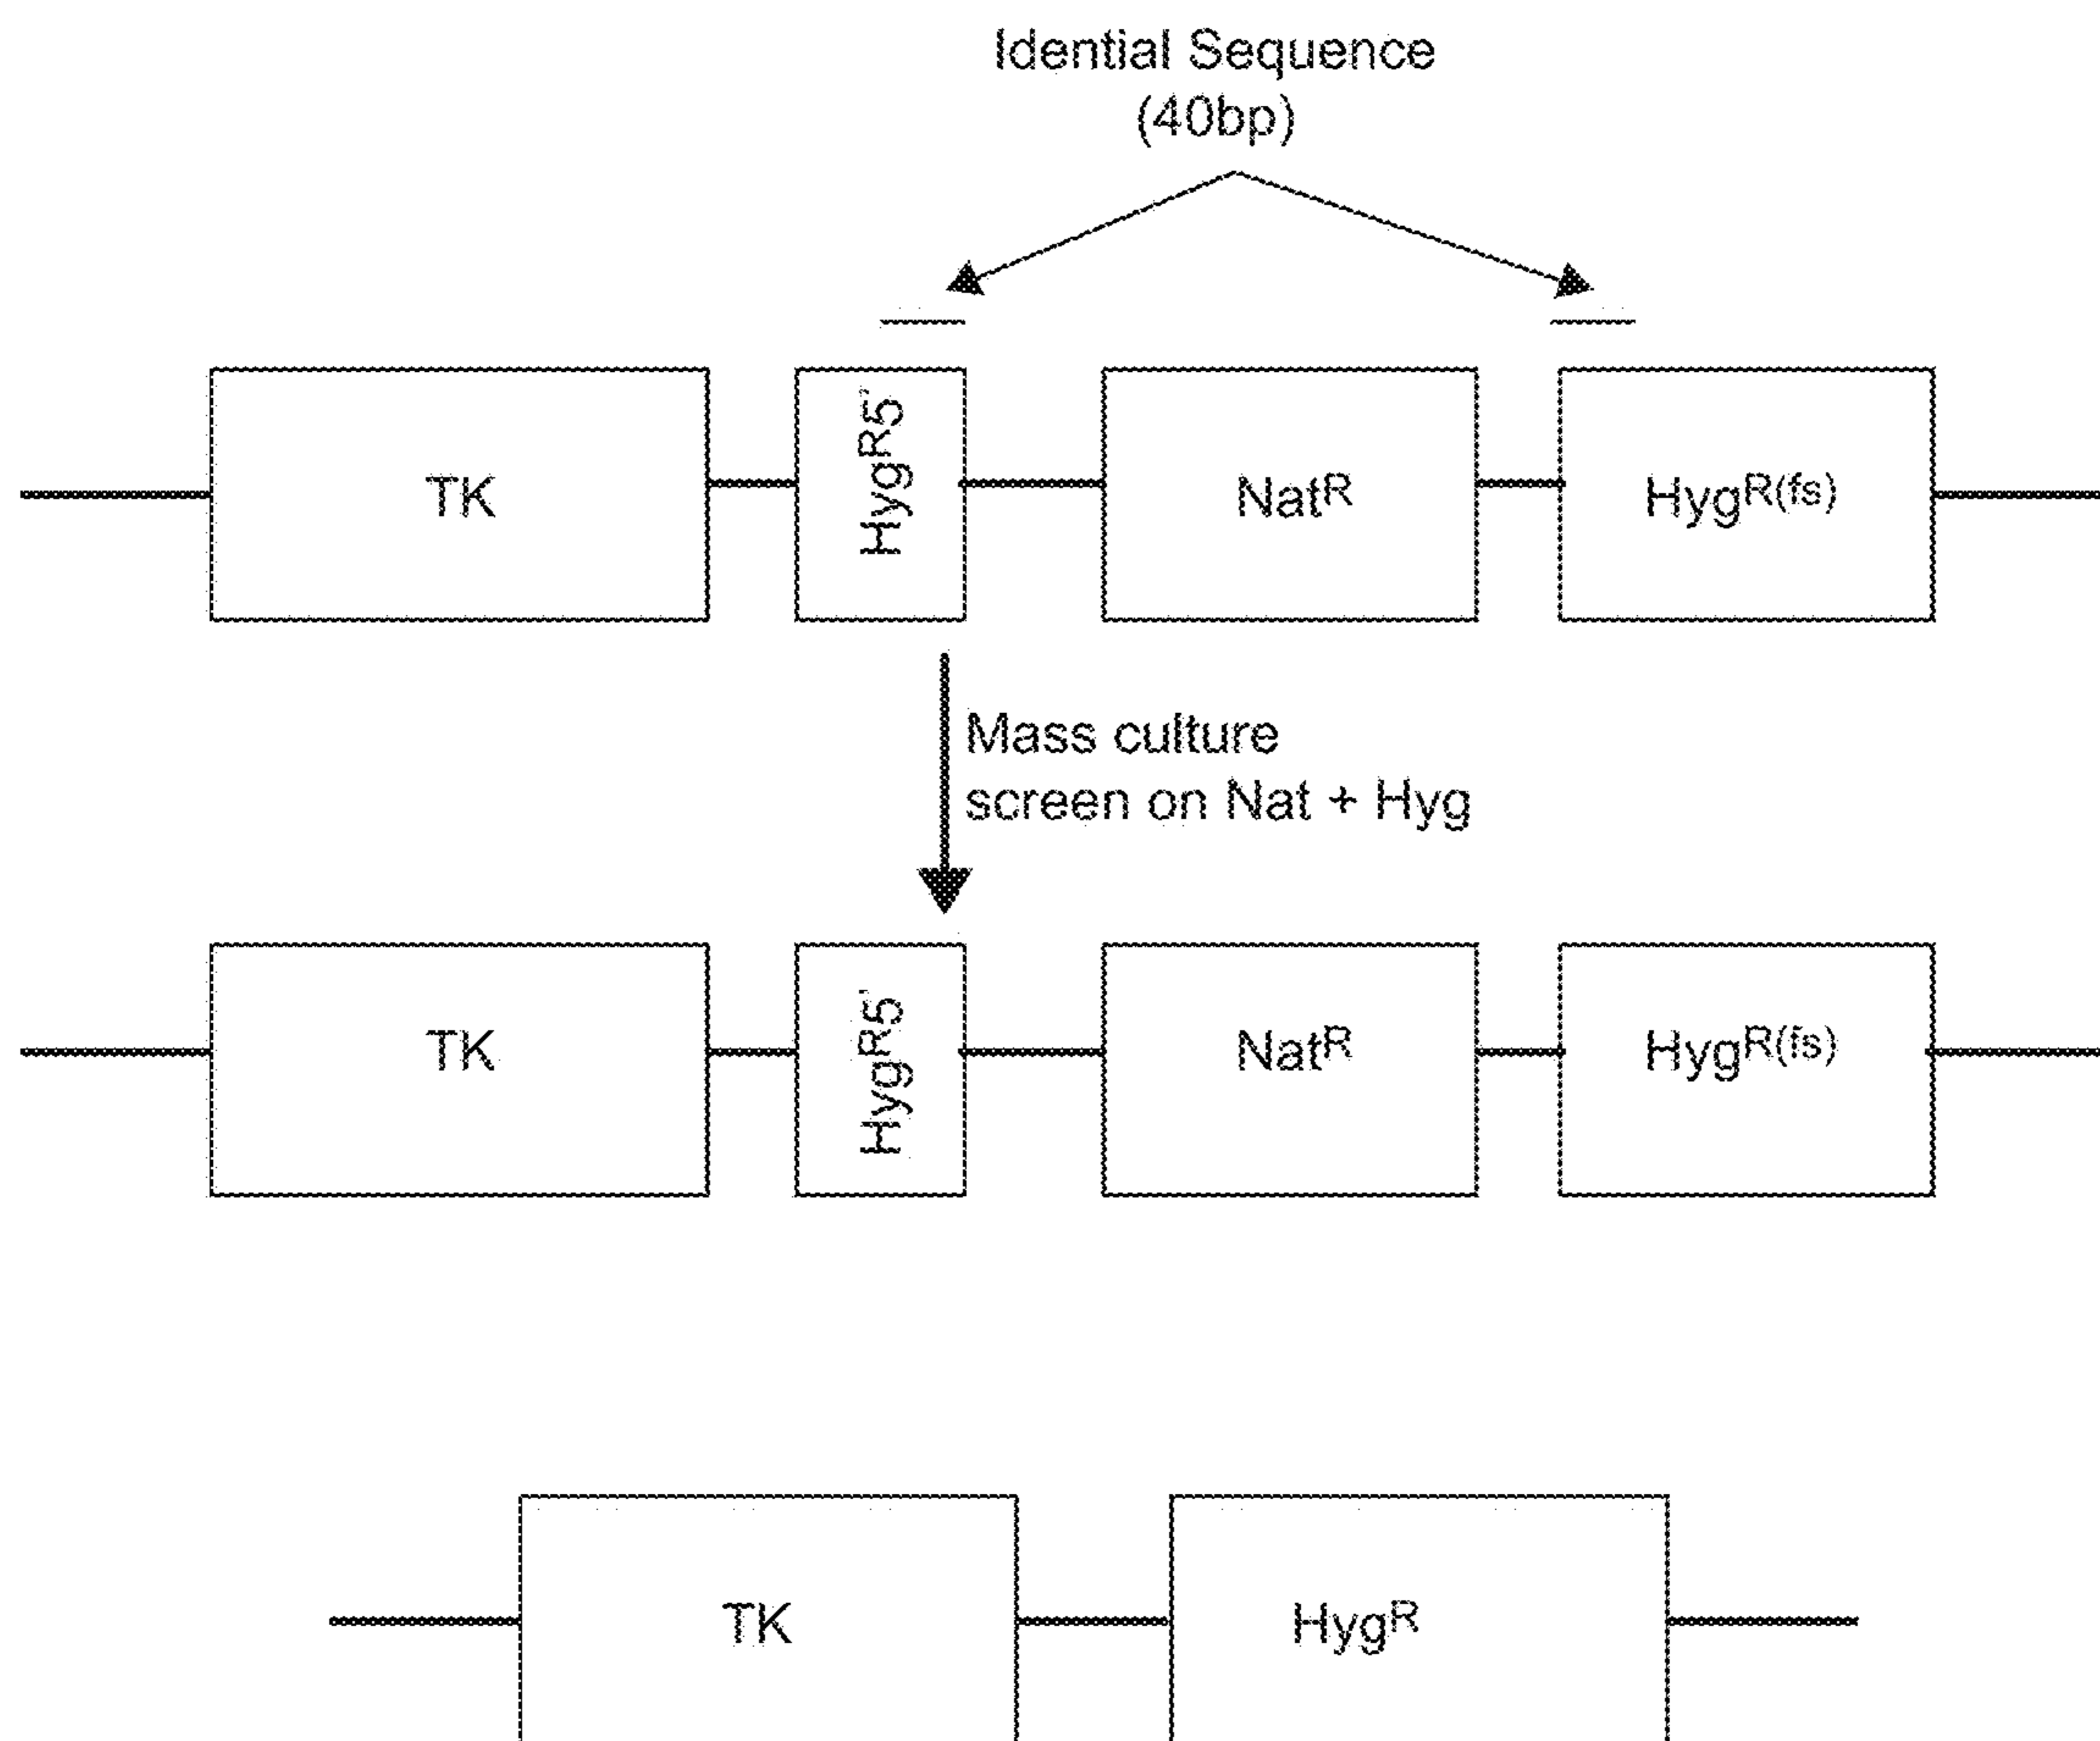 Idential Sequence
(40bp)
TK
HygR5'
NatR
HygR(fs)
Mass culture
screen on Nat + Hyg
TK
HygR5'
NatR
HygR(fs)
TK
HygR